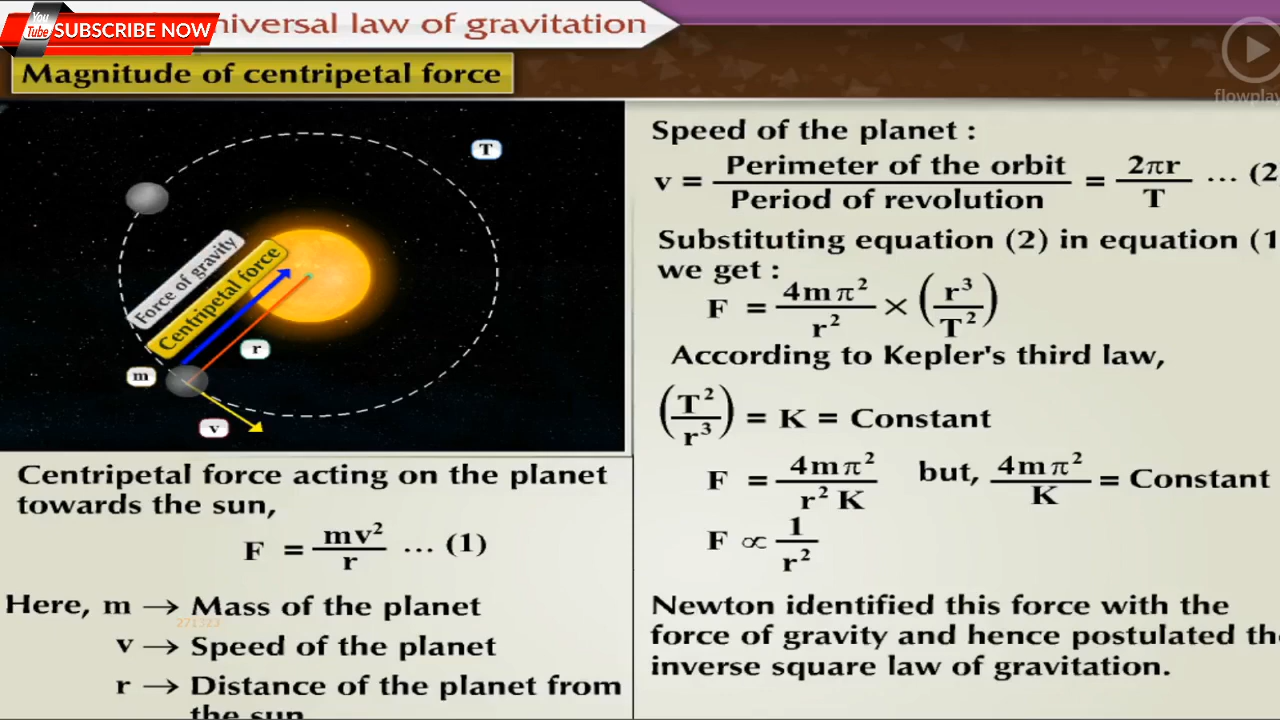 You
Tube
SUBSCRIBE NOW
niversal law of gravitation
Magnitude of centripetal force
T
Force of gravity
Centripetal force
r
m
v
Centripetal force acting on the planet
towards the sun,
F = mv²/r ... (1)
Here, m → Mass of the planet
271323
v → Speed of the planet
r → Distance of the planet from
the sun
flowplay
Speed of the planet :
v = Perimeter of the orbit/Period of revolution = 2πr/T ... (2
Substituting equation (2) in equation (1
we get :
F = 4mπ²/r² × (r³/T²)
According to Kepler's third law,
(T²/r³) = K = Constant
F = 4mπ²/r² K but, 4mπ²/K = Constant
F ∝ 1/r²
Newton identified this force with the
force of gravity and hence postulated th
inverse square law of gravitation.